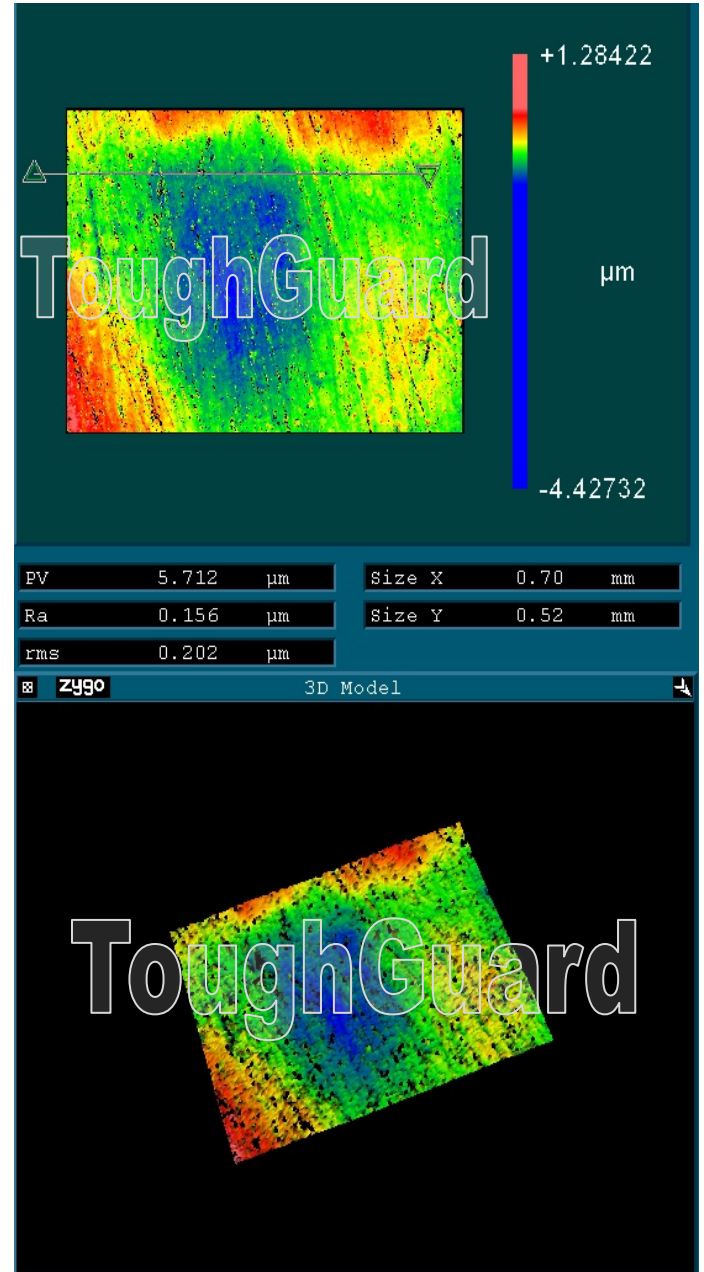 +1.28422
ToughGuard
µm
-4.42732
PV 5.712 µm
Size X 0.70 mm
Ra 0.156 µm
Size Y 0.52 mm
rms 0.202 µm
zygo 3D Model
ToughGuard